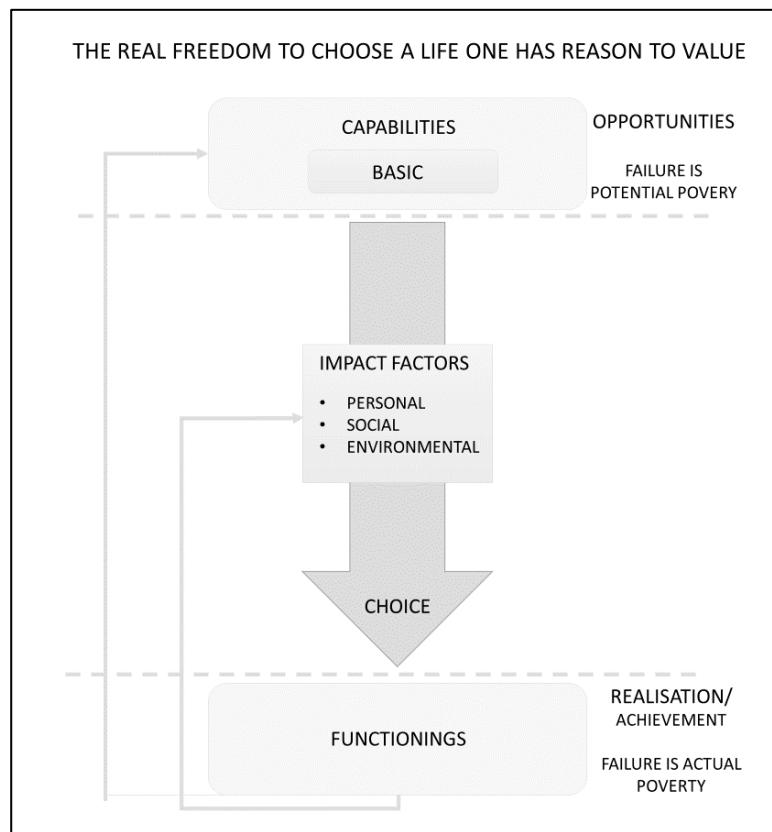 THE REAL FREEDOM TO CHOOSE A LIFE ONE HAS REASON TO VALUE
CAPABILITIES
BASIC
OPPORTUNITIES
FAILURE IS
POTENTIAL POVERY
IMPACT FACTORS
• PERSONAL
• SOCIAL
• ENVIRONMENTAL
CHOICE
FUNCTIONINGS
REALISATION/
ACHIEVEMENT
FAILURE IS ACTUAL
POVERTY